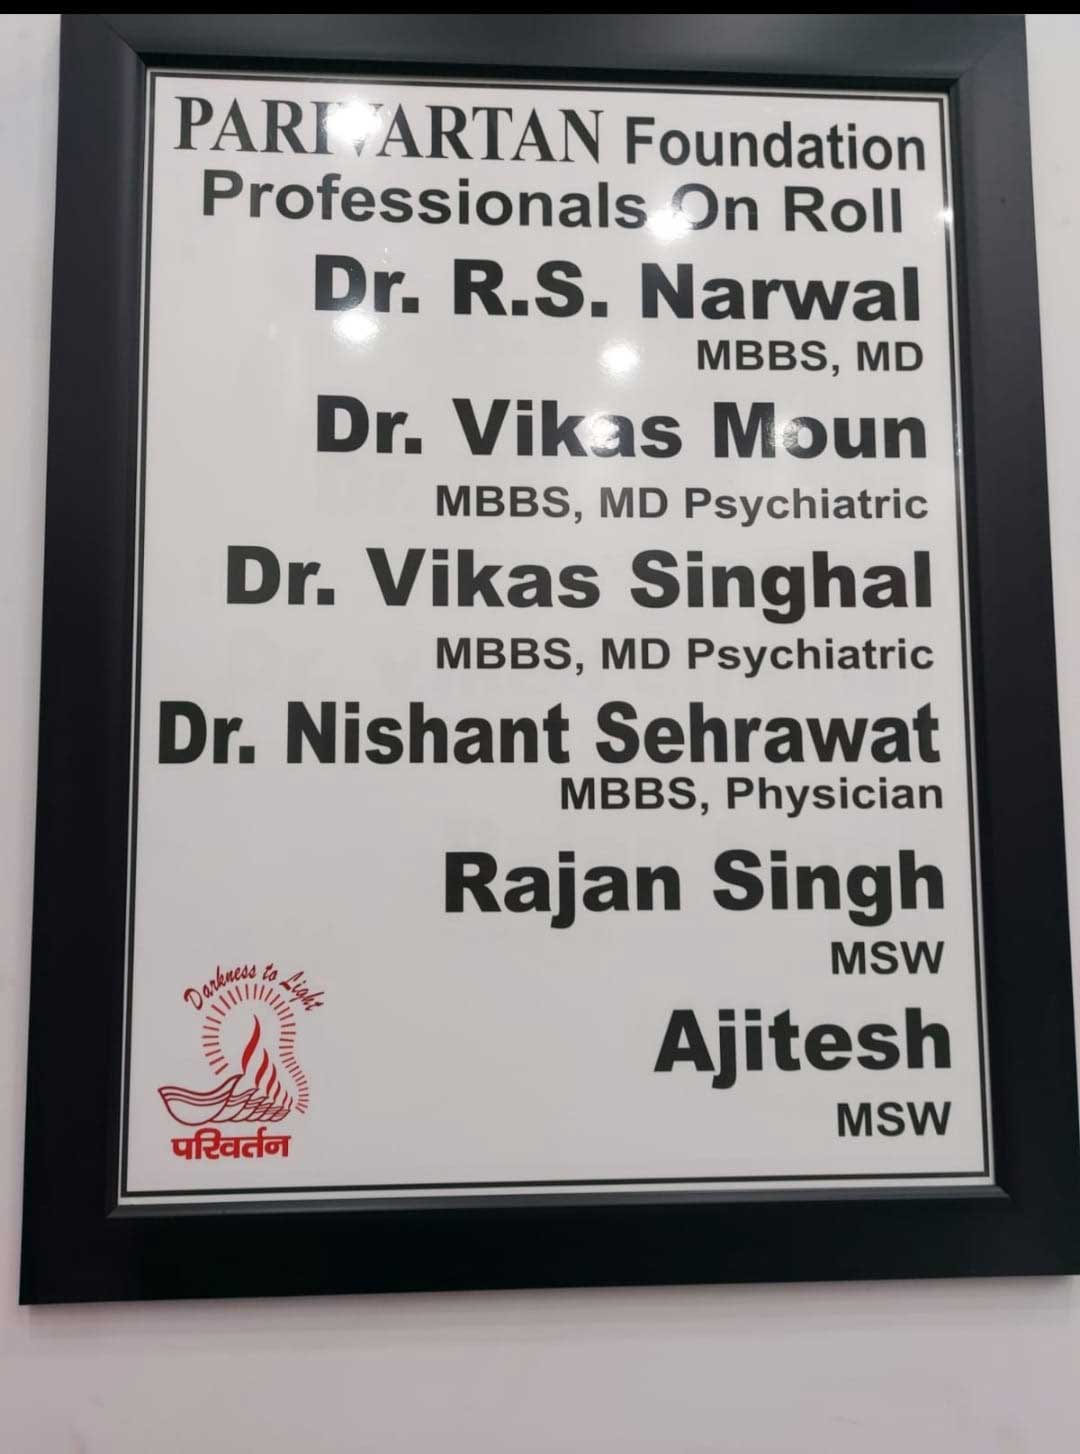 PARIVARTAN Foundation
Professionals On Roll
Dr. R.S. Narwal
MBBS, MD
Dr. Vikas Moun
MBBS, MD Psychiatric
Dr. Vikas Singhal
MBBS, MD Psychiatric
Dr. Nishant Sehrawat
MBBS, Physician
Rajan Singh
MSW
Ajitesh
MSW
Darkness to Light
परिवर्तन